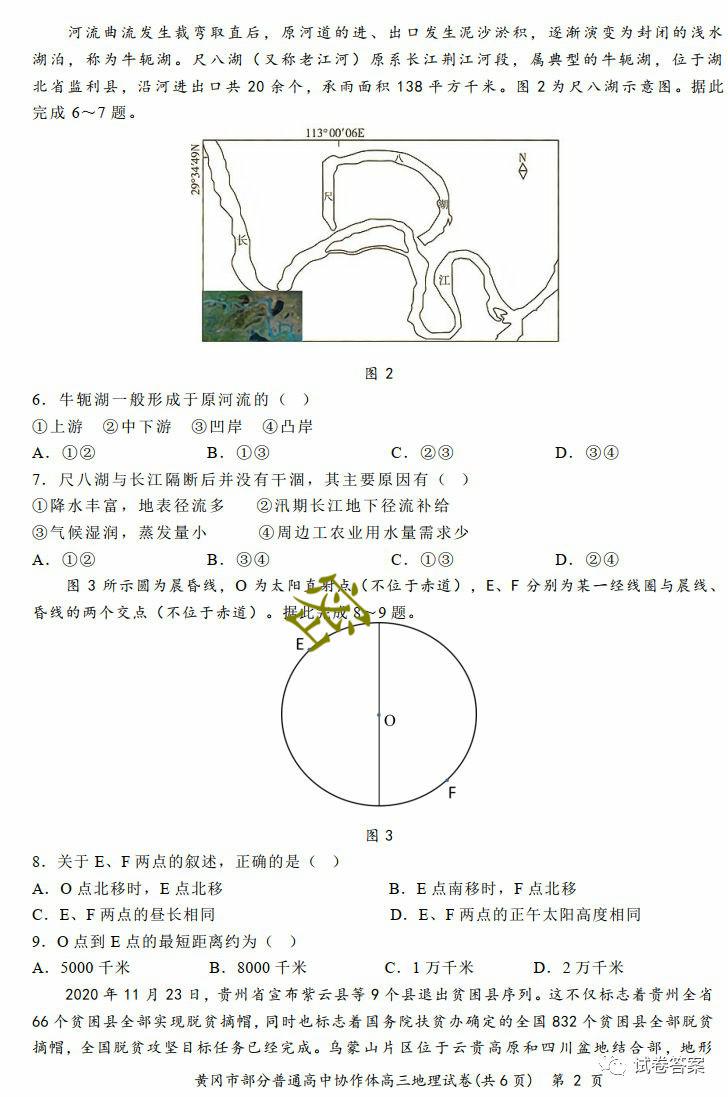 河流曲流发生裁弯取直后，原河道的进、出口发生泥沙淤积，逐渐演变为封闭的浅水
湖泊，称为牛轭湖。尺八湖（又称老江河）原系长江荆江河段，属典型的牛轭湖，位于湖
北省监利县，沿河进出口共 20 余个，承雨面积 138 平方千米。图 2 为尺八湖示意图。据此
完成 6～7 题。
113°00′06E
29°34′49N
N
八
尺
湖
长
江
图 2
6．牛轭湖一般形成于原河流的（　）
①上游　②中下游　③凹岸　④凸岸
A．①②　B．①③　C．②③　D．③④
7．尺八湖与长江隔断后并没有干涸，其主要原因有（　）
①降水丰富，地表径流多　②汛期长江地下径流补给
③气候湿润，蒸发量小　④周边工农业用水量需求少
A．①②　B．③④　C．①③　D．②④
图 3 所示圆为晨昏线，O 为太阳直射点（不位于赤道），E、F 分别为某一经线圈与晨线、
昏线的两个交点（不位于赤道）。据此完成 8～9 题。
密
E
O
F
图 3
8．关于 E、F 两点的叙述，正确的是（　）
A．O 点北移时，E 点北移　B．E 点南移时，F 点北移
C．E、F 两点的昼长相同　D．E、F 两点的正午太阳高度相同
9．O 点到 E 点的最短距离约为（　）
A．5000 千米　B．8000 千米　C．1 万千米　D．2 万千米
2020 年 11 月 23 日，贵州省宣布紫云县等 9 个县退出贫困县序列。这不仅标志着贵州全省
66 个贫困县全部实现脱贫摘帽，同时也标志着国务院扶贫办确定的全国 832 个贫困县全部脱贫
摘帽，全国脱贫攻坚目标任务已经完成。乌蒙山片区位于云贵高原和四川盆地结合部，地形
试卷答案
黄冈市部分普通高中协作体高三地理试卷(共 6 页)　第 2 页